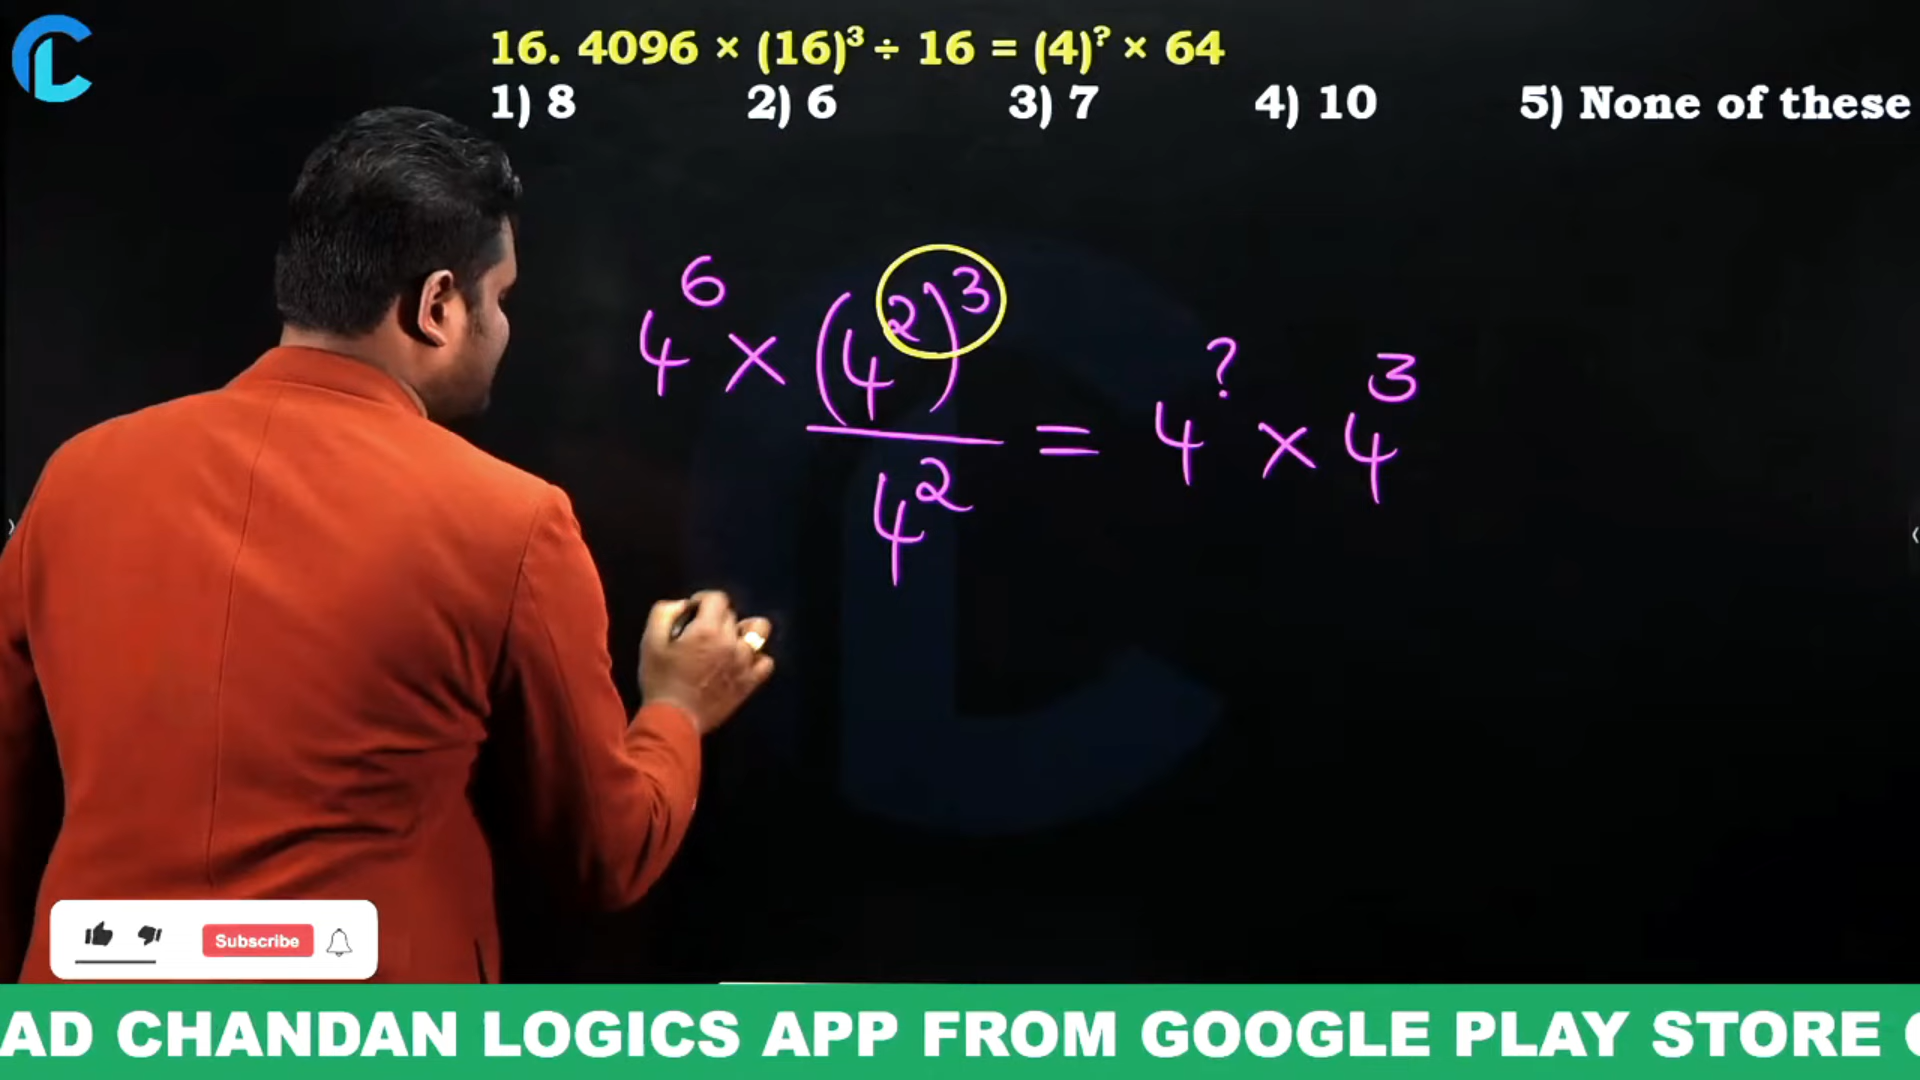 16. 4096 × (16)³ ÷ 16 = (4)^? × 64
1) 8 2) 6 3) 7 4) 10 5) None of these
4⁶ × (4²)³ / 4² = 4^? × 4³
Subscribe
AD CHANDAN LOGICS APP FROM GOOGLE PLAY STORE